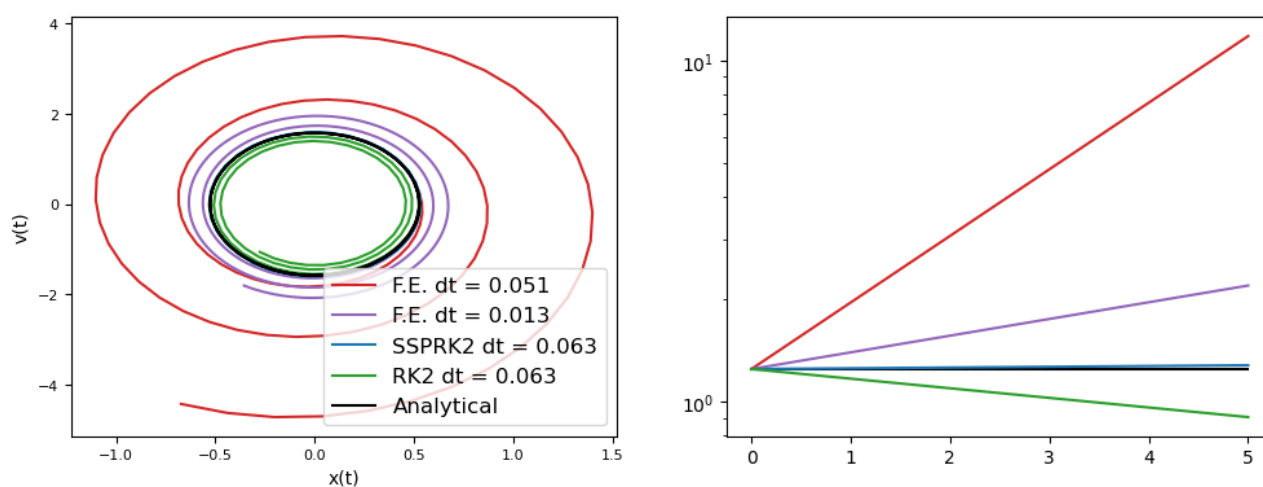 4
2
0
−2
−4
v(t)
−1.0 −0.5 0.0 0.5 1.0 1.5
x(t)
F.E. dt = 0.051
F.E. dt = 0.013
SSPRK2 dt = 0.063
RK2 dt = 0.063
Analytical
10¹
10⁰
0 1 2 3 4 5